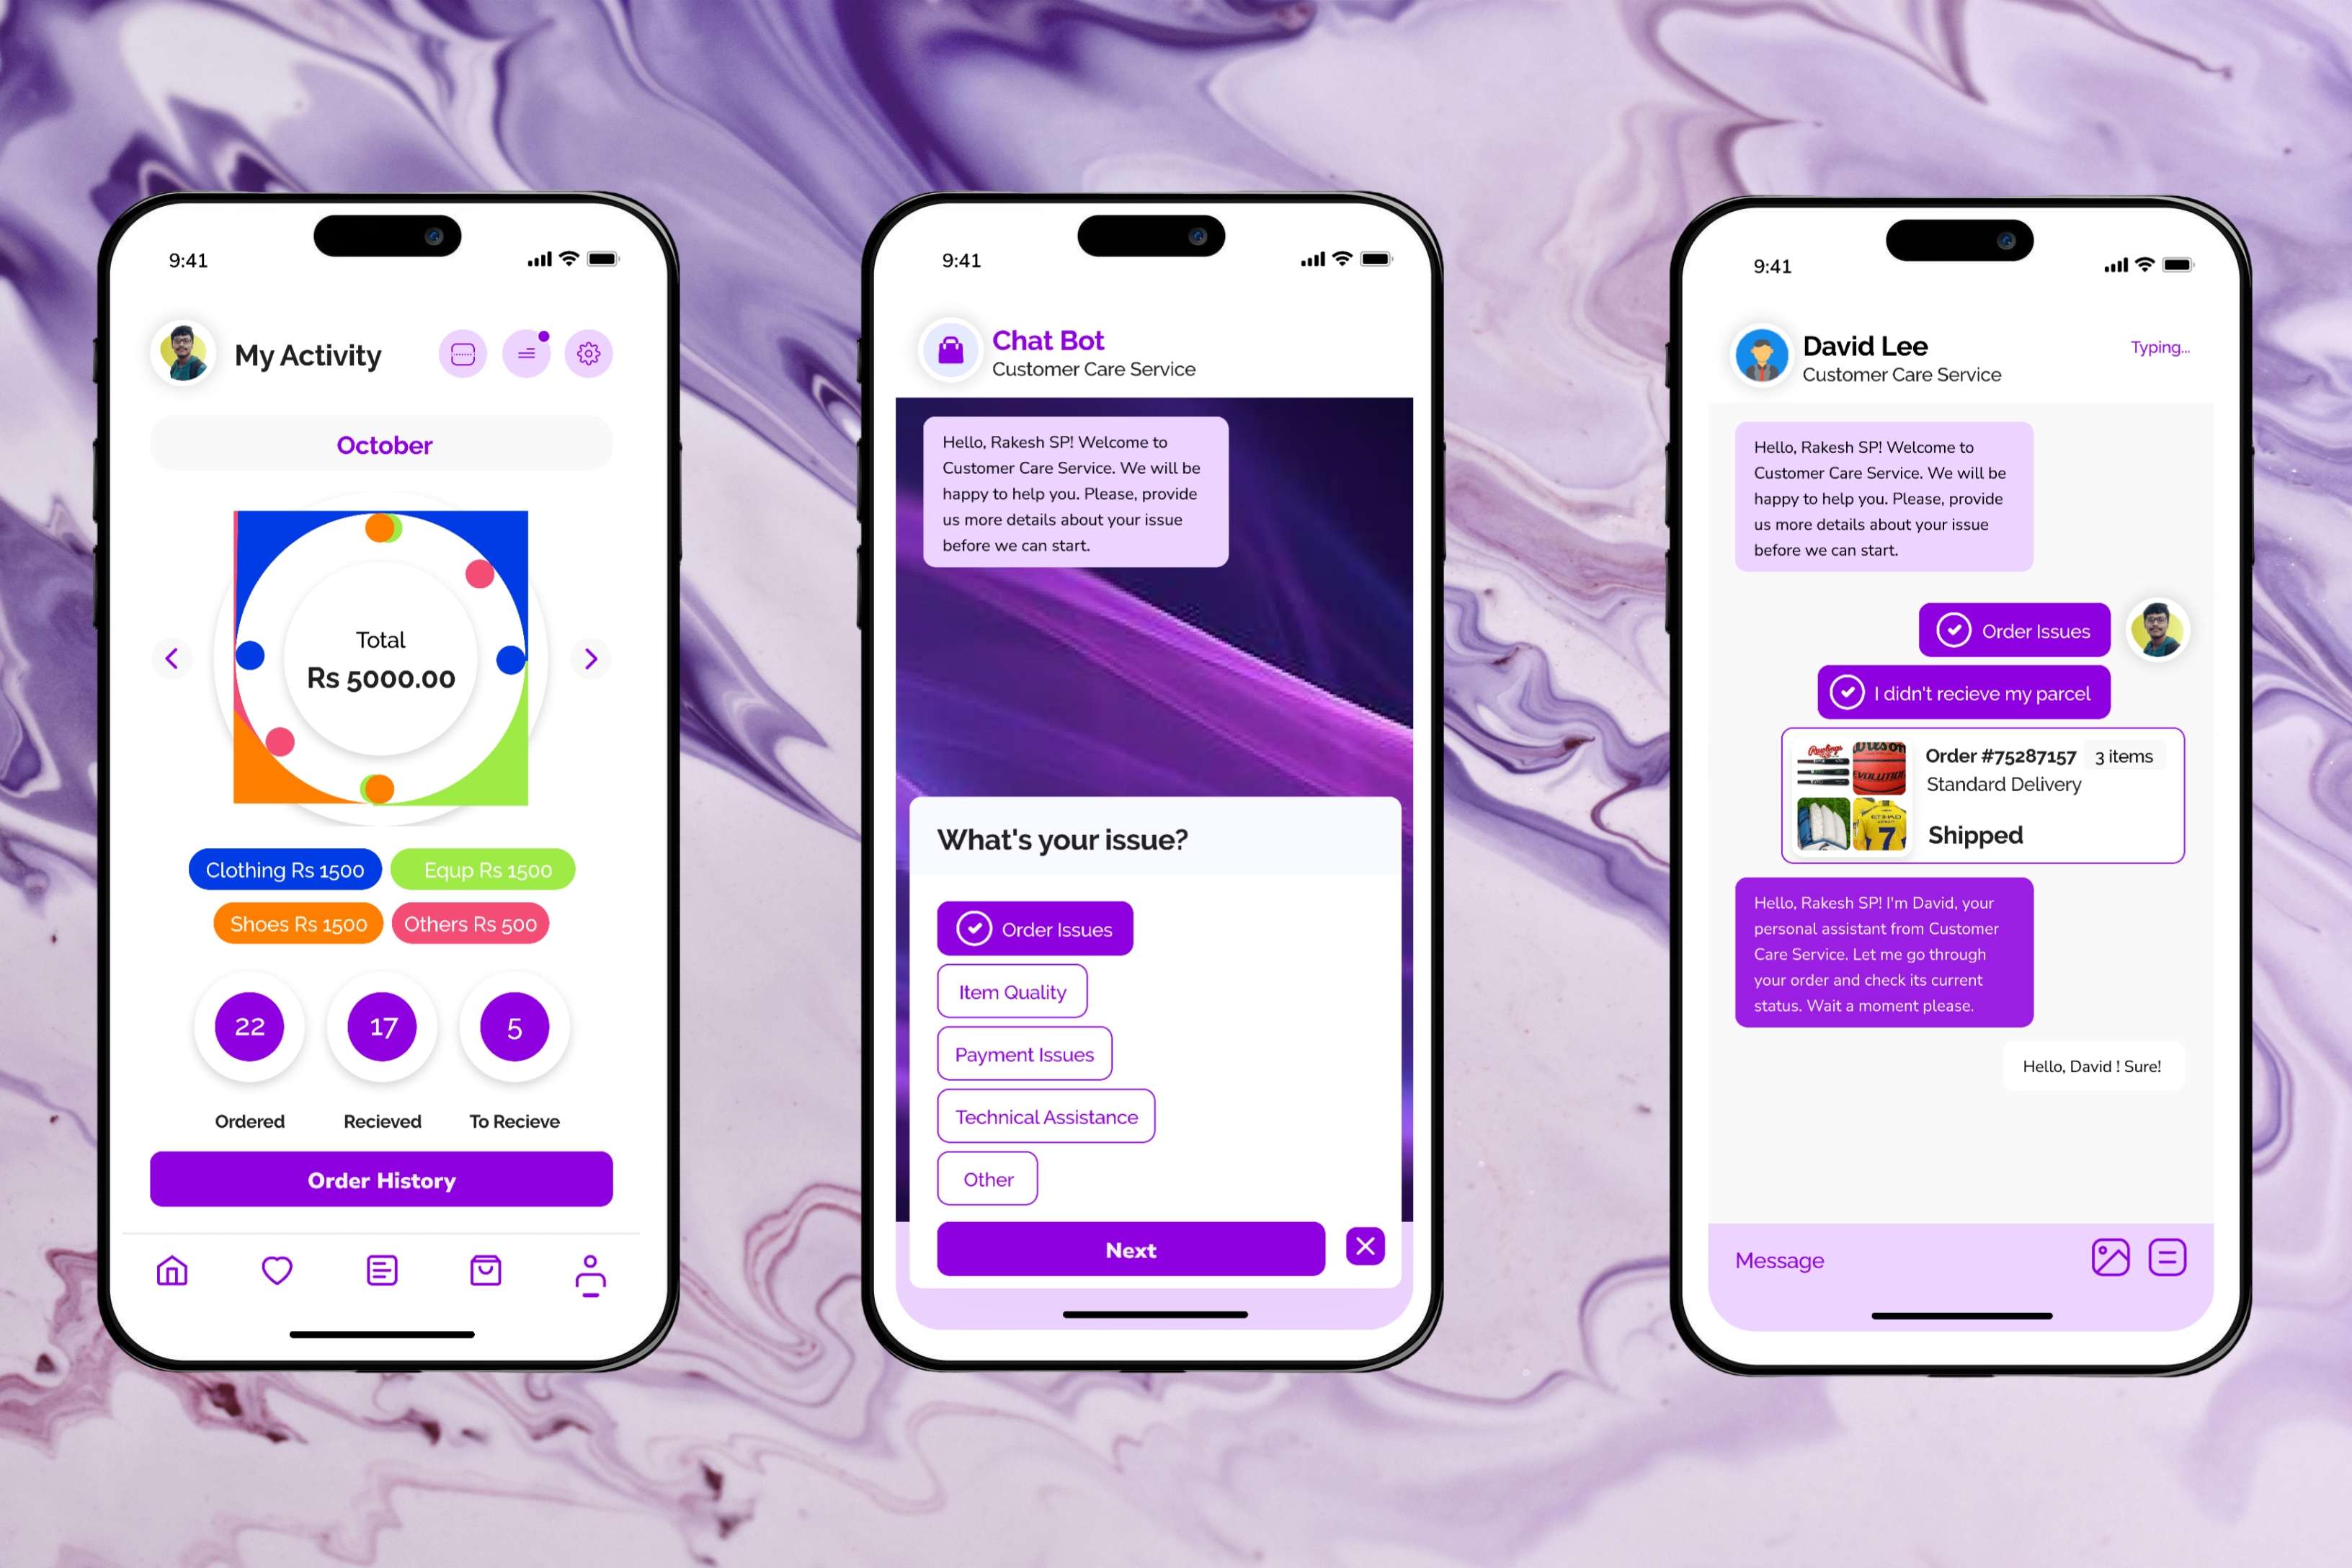 9:41
My Activity
October
Total
Rs 5000.00
Clothing Rs 1500
Equp Rs 1500
Shoes Rs 1500
Others Rs 500
22
17
5
Ordered
Recieved
To Recieve
Order History
9:41
Chat Bot
Customer Care Service
Hello, Rakesh SP! Welcome to
Customer Care Service. We will be
happy to help you. Please, provide
us more details about your issue
before we can start.
What's your issue?
Order Issues
Item Quality
Payment Issues
Technical Assistance
Other
Next
9:41
David Lee
Customer Care Service
Typing...
Hello, Rakesh SP! Welcome to
Customer Care Service. We will be
happy to help you. Please, provide
us more details about your issue
before we can start.
Order Issues
I didn't recieve my parcel
Rawlings
Wilson
EVOLUTION
ETIHAD
7
Order #75287157
3 items
Standard Delivery
Shipped
Hello, Rakesh SP! I'm David, your
personal assistant from Customer
Care Service. Let me go through
your order and check its current
status. Wait a moment please.
Hello, David ! Sure!
Message